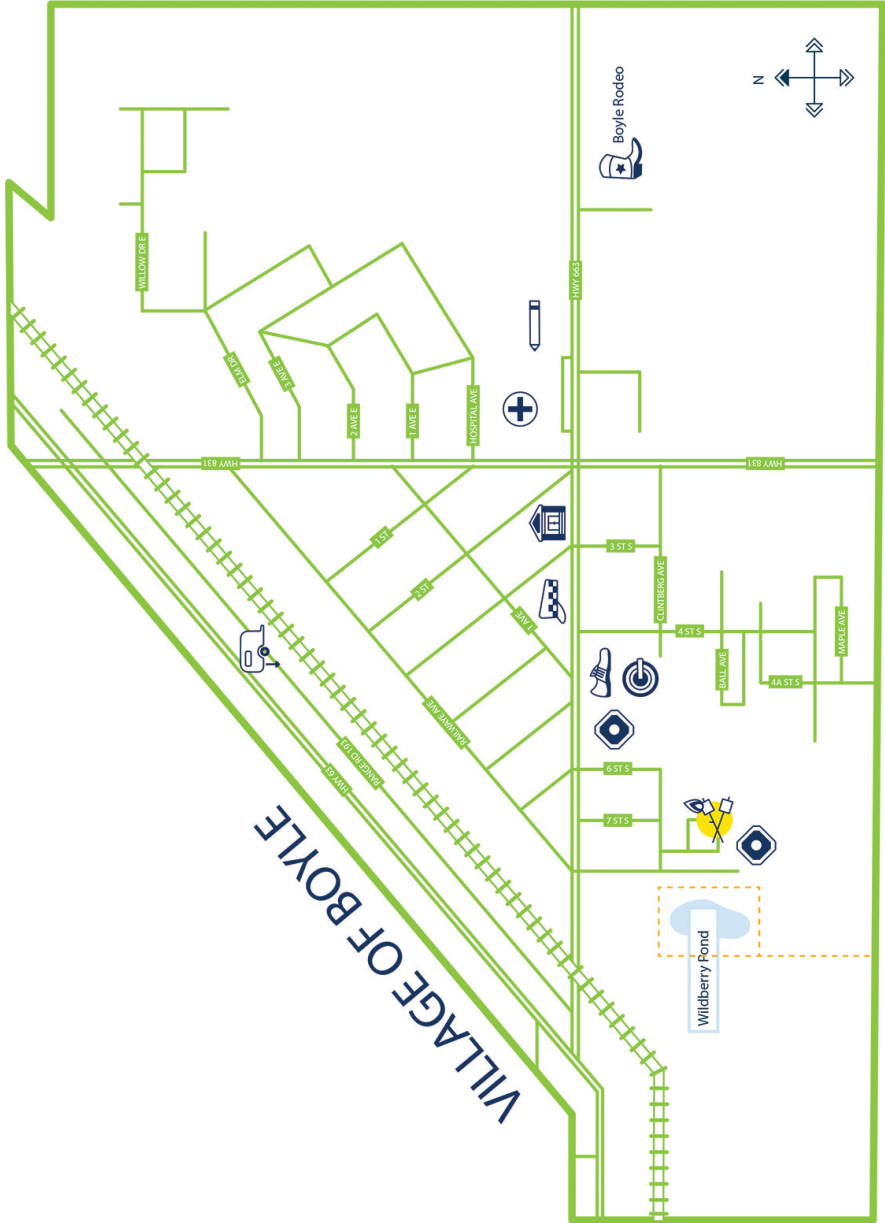 VILLAGE OF BOYLLE
N
Boyle Rodeo
WILLOW DR E
HWY 663
ELM DR
3 AVE E
2 AVE E
1 AVE E
HOSPITAL AVE
HWY 831
HWY 831
1 ST
2 ST
1 AVE
3 ST S
CLINTBERG AVE
4 ST S
BALL AVE
MAPLE AVE
4A ST S
RAILWAYE AVE
RANGE RD 193
HWY 63
6 ST S
7 ST S
Wildberry Pond